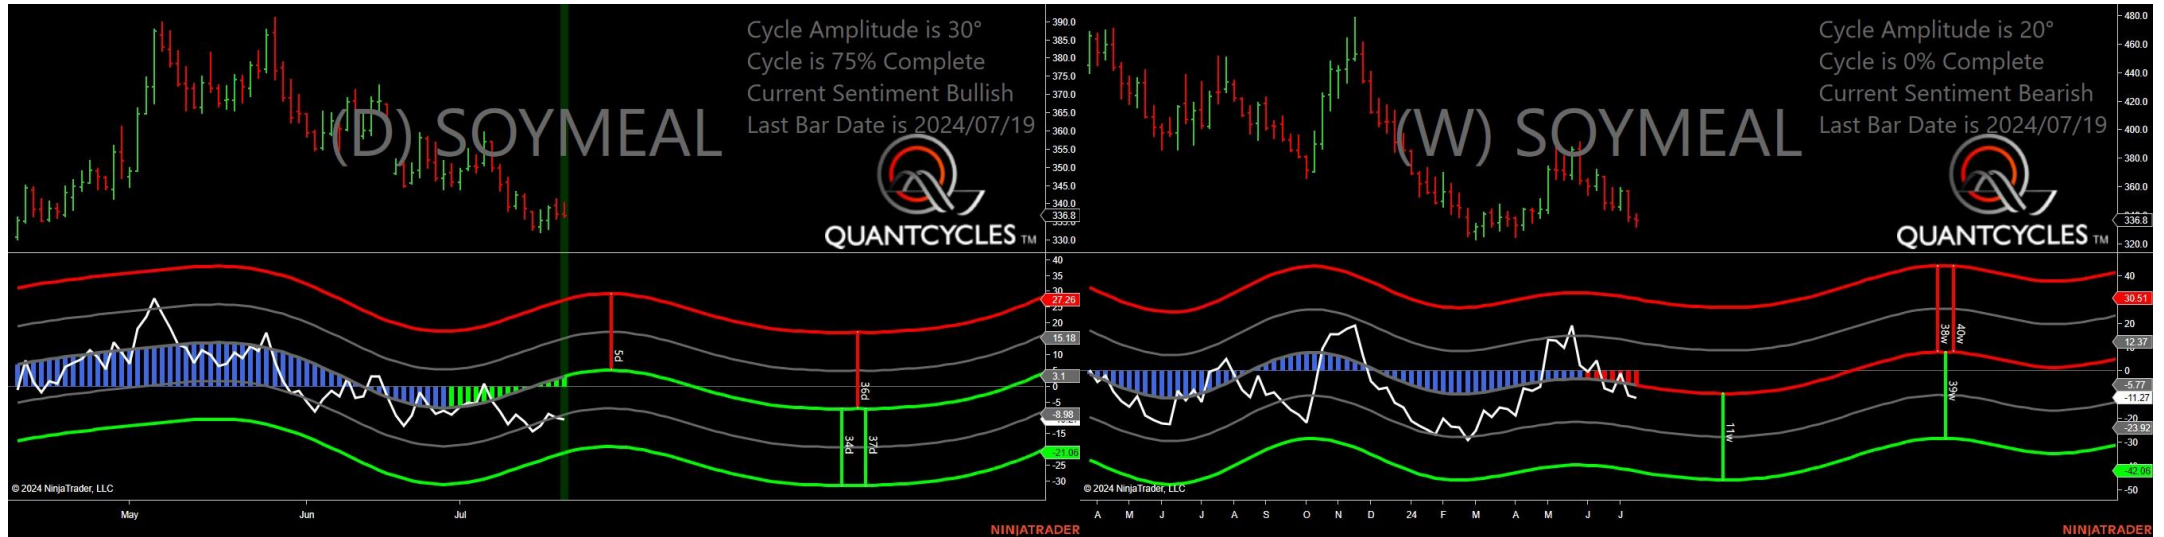 Cycle Amplitude is 30°
Cycle is 75% Complete
Current Sentiment Bullish
Last Bar Date is 2024/07/19
(D) SOYMEAL
QUANTCYCLES TM
390.0
385.0
380.0
375.0
370.0
365.0
360.0
355.0
350.0
345.0
340.0
336.8
330.0
40
35
27.26
25
20
15.18
10
5
3.1
0
-5
-8.98
-15
-21.06
-25
-30
5d
36d
34d
37d
© 2024 NinjaTrader, LLC
May Jun Jul
NINJATRADER
Cycle Amplitude is 20°
Cycle is 0% Complete
Current Sentiment Bearish
Last Bar Date is 2024/07/19
(W) SOYMEAL
QUANTCYCLES TM
480.0
460.0
440.0
420.0
400.0
380.0
360.0
336.8
320.0
40
30.51
20
12.37
0
-5.77
-11.27
-20
-23.92
-30
-42.06
-50
38w
40w
39w
11w
© 2024 NinjaTrader, LLC
A M J J A S O N D 24 F M A M J J
NINJATRADER